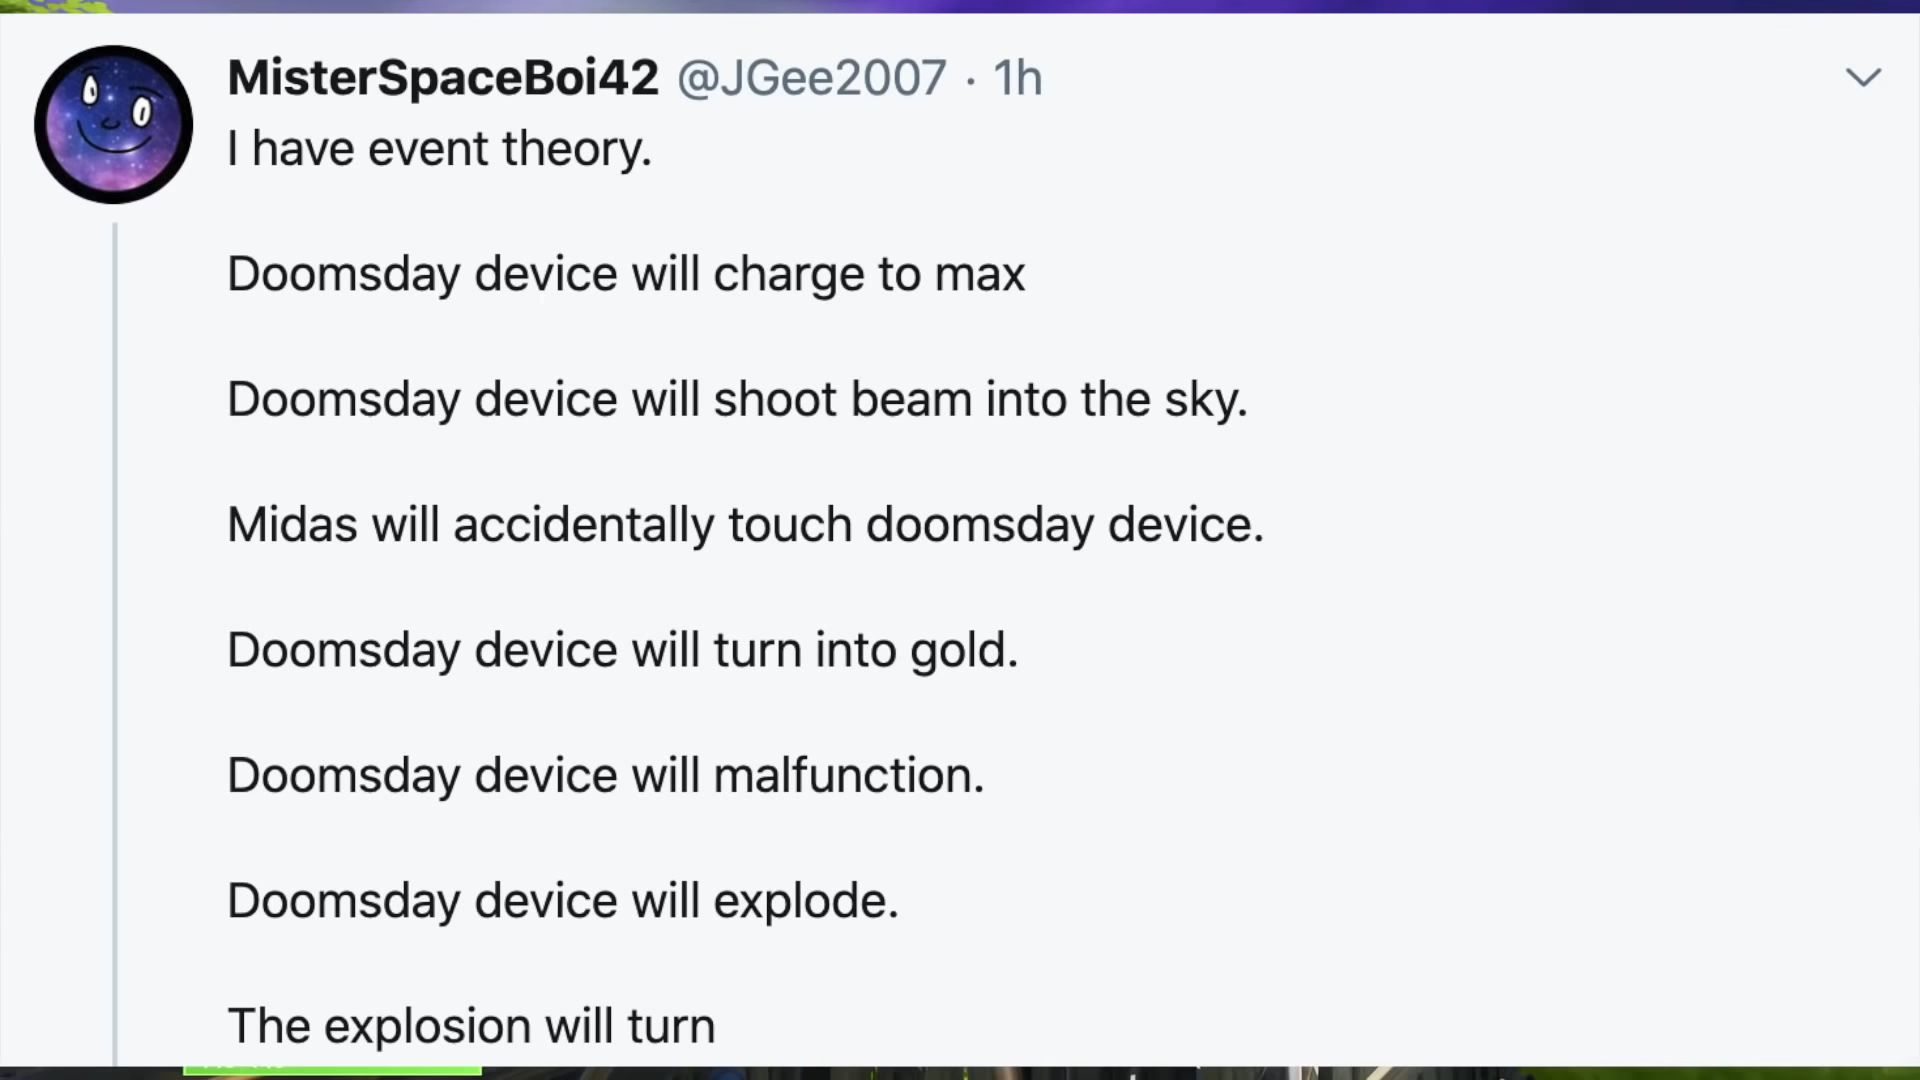 MisterSpaceBoi42 @JGee2007 · 1h
I have event theory.
Doomsday device will charge to max
Doomsday device will shoot beam into the sky.
Midas will accidentally touch doomsday device.
Doomsday device will turn into gold.
Doomsday device will malfunction.
Doomsday device will explode.
The explosion will turn